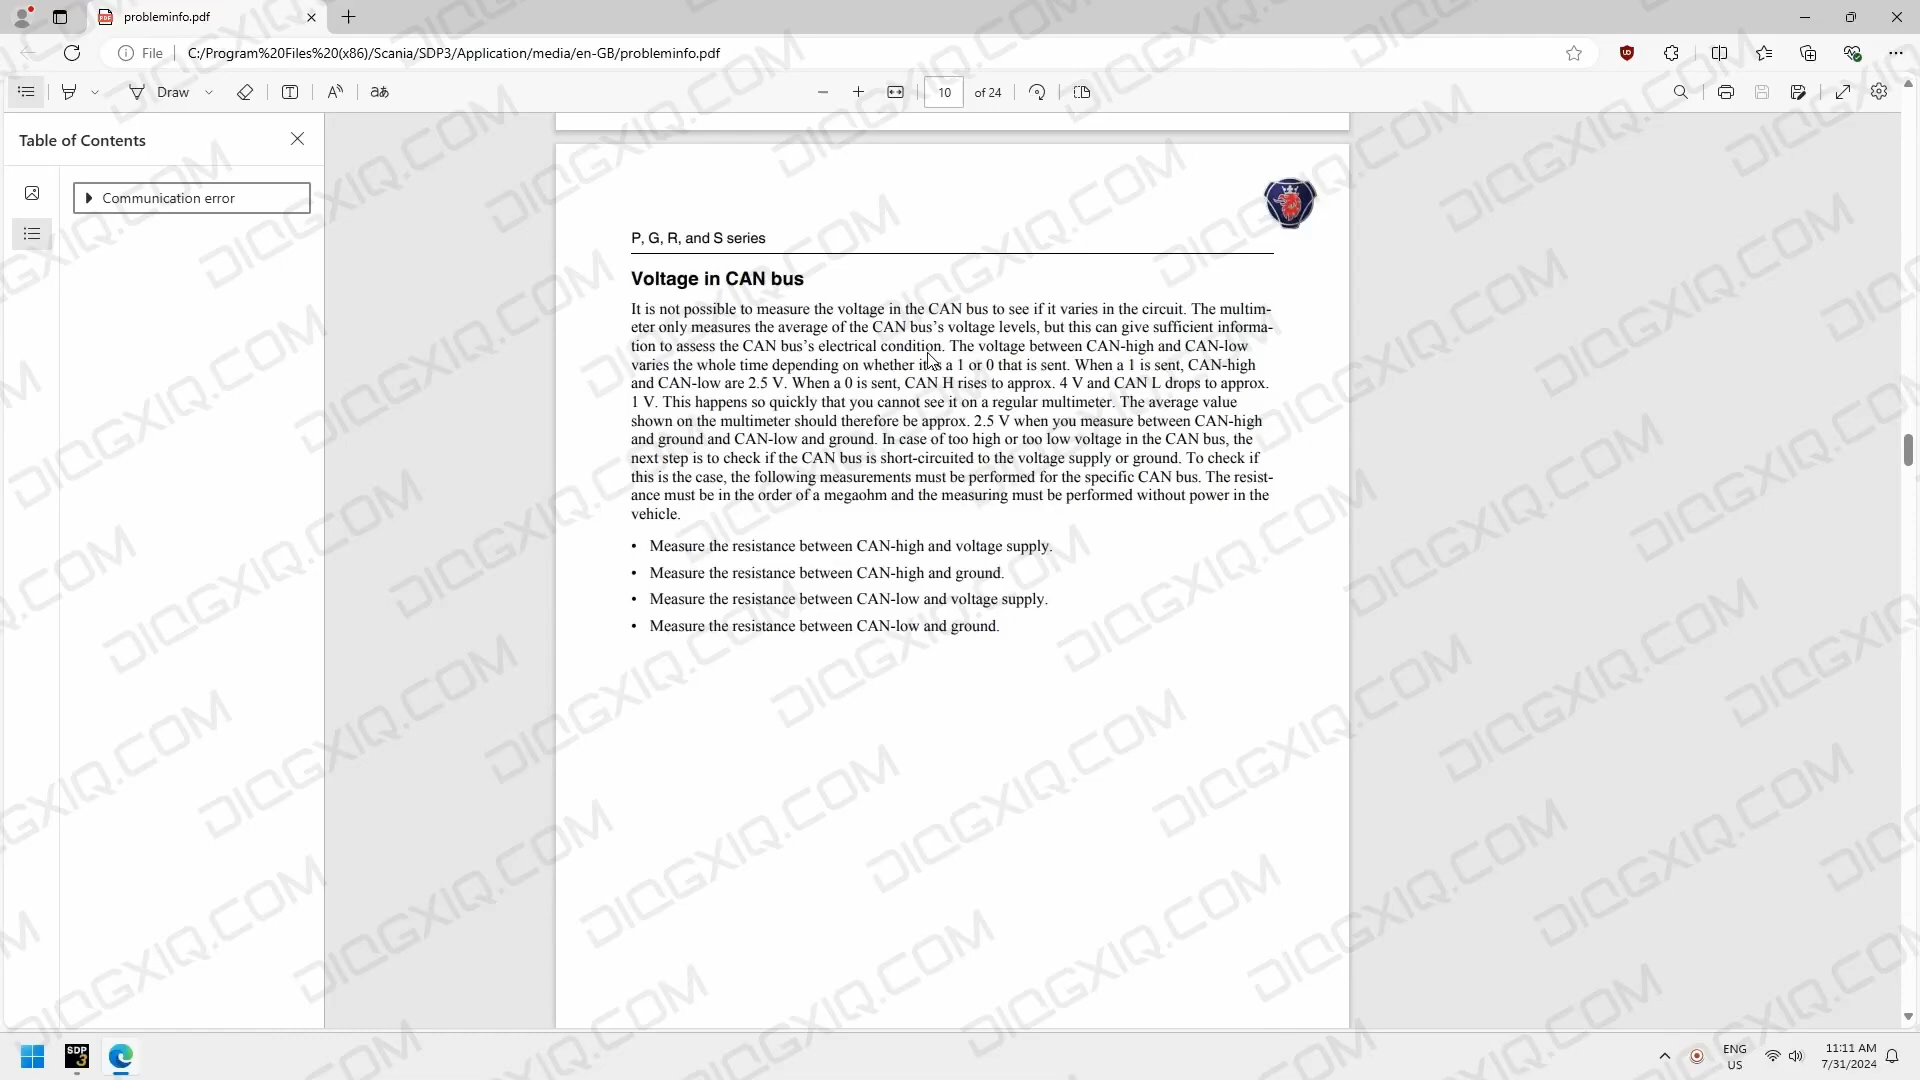 probleminfo.pdf
File
C:/Program%20Files%20(x86)/Scania/SDP3/Application/media/en-GB/probleminfo.pdf
Draw
10 of 24
Table of Contents
Communication error
P, G, R, and S series
Voltage in CAN bus
It is not possible to measure the voltage in the CAN bus to see if it varies in the circuit. The multim-
eter only measures the average of the CAN bus's voltage levels, but this can give sufficient informa-
tion to assess the CAN bus's electrical condition. The voltage between CAN-high and CAN-low
varies the whole time depending on whether it is a 1 or 0 that is sent. When a 1 is sent, CAN-high
and CAN-low are 2.5 V. When a 0 is sent, CAN H rises to approx. 4 V and CAN L drops to approx.
1 V. This happens so quickly that you cannot see it on a regular multimeter. The average value
shown on the multimeter should therefore be approx. 2.5 V when you measure between CAN-high
and ground and CAN-low and ground. In case of too high or too low voltage in the CAN bus, the
next step is to check if the CAN bus is short-circuited to the voltage supply or ground. To check if
this is the case, the following measurements must be performed for the specific CAN bus. The resist-
ance must be in the order of a megaohm and the measuring must be performed without power in the
vehicle.
• Measure the resistance between CAN-high and voltage supply.
• Measure the resistance between CAN-high and ground.
• Measure the resistance between CAN-low and voltage supply.
• Measure the resistance between CAN-low and ground.
SDP
3
ENG
US
11:11 AM
7/31/2024
DIAGXIQ.COM